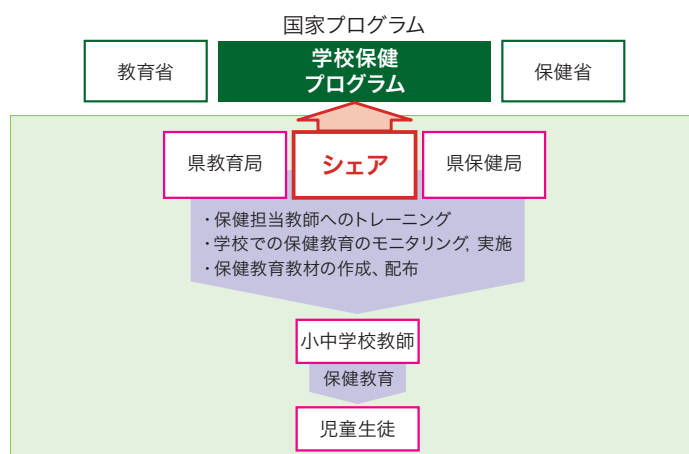 国家プログラム
教育省
学校保健
プログラム
保健省
県教育局
シェア
県保健局
・保健担当教師へのトレーニング
・学校での保健教育のモニタリング, 実施
・保健教育教材の作成、配布
小中学校教師
保健教育
児童生徒